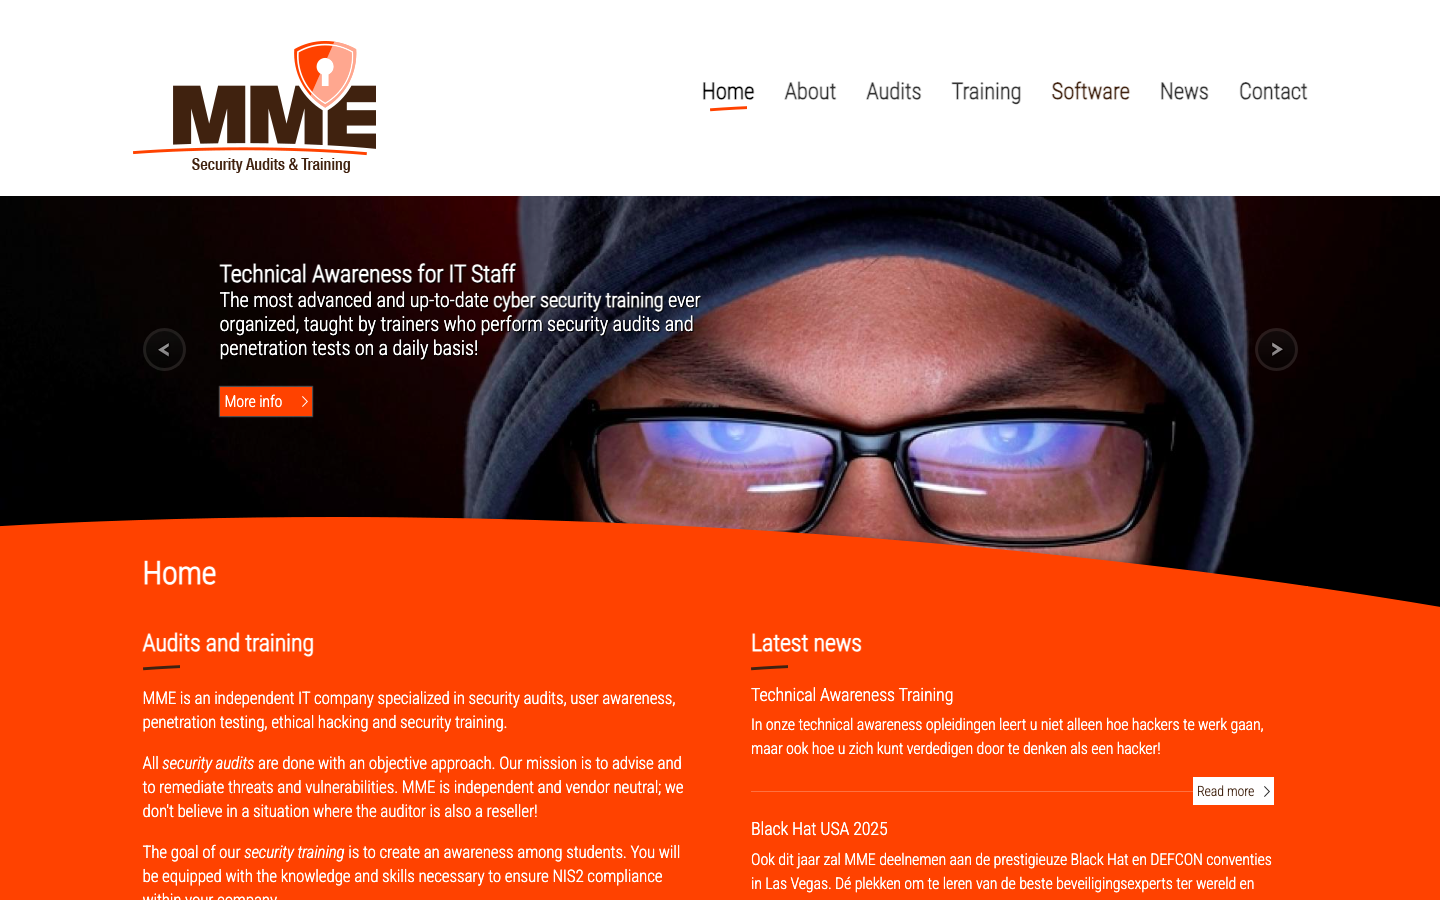 MME
Security Audits & Training
Home About Audits Training Software News Contact
Technical Awareness for IT Staff
The most advanced and up-to-date cyber security training ever
organized, taught by trainers who perform security audits and
penetration tests on a daily basis!
< >
More info >
Home
Audits and training
MME is an independent IT company specialized in security audits, user awareness,
penetration testing, ethical hacking and security training.
All security audits are done with an objective approach. Our mission is to advise and
to remediate threats and vulnerabilities. MME is independent and vendor neutral; we
don't believe in a situation where the auditor is also a reseller!
The goal of our security training is to create an awareness among students. You will
be equipped with the knowledge and skills necessary to ensure NIS2 compliance
within your company.
Latest news
Technical Awareness Training
In onze technical awareness opleidingen leert u niet alleen hoe hackers te werk gaan,
maar ook hoe u zich kunt verdedigen door te denken als een hacker!
Read more >
Black Hat USA 2025
Ook dit jaar zal MME deelnemen aan de prestigieuze Black Hat en DEFCON conventies
in Las Vegas. Dé plekken om te leren van de beste beveiligingsexperts ter wereld en